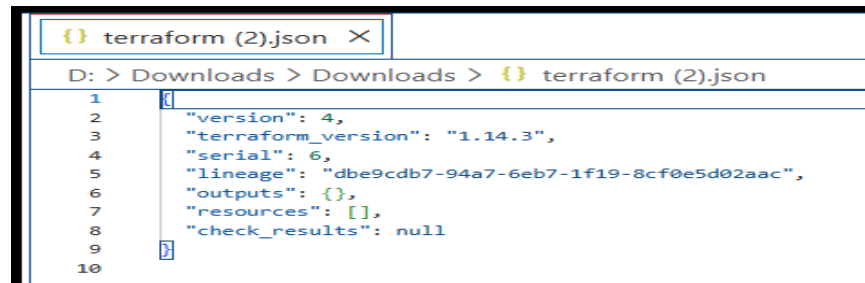 {} terraform (2).json ×
D: > Downloads > Downloads > {} terraform (2).json
1 {
2 "version": 4,
3 "terraform_version": "1.14.3",
4 "serial": 6,
5 "lineage": "dbe9cdb7-94a7-6eb7-1f19-8cf0e5d02aac",
6 "outputs": {},
7 "resources": [],
8 "check_results": null
9 }
10